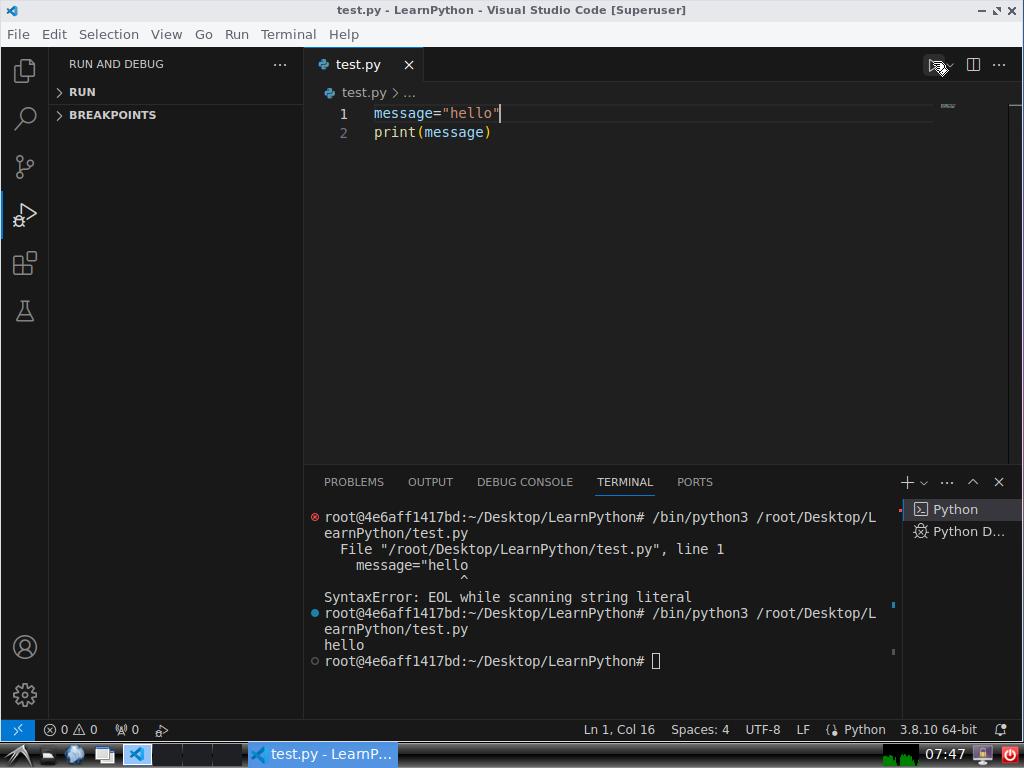 test.py - LearnPython - Visual Studio Code [Superuser]
File Edit Selection View Go Run Terminal Help
RUN AND DEBUG
test.py
RUN
test.py > ...
BREAKPOINTS
1 message="hello"
2 print(message)
PROBLEMS OUTPUT DEBUG CONSOLE TERMINAL PORTS
root@4e6aff1417bd:~/Desktop/LearnPython# /bin/python3 /root/Desktop/L
earnPython/test.py
File "/root/Desktop/LearnPython/test.py", line 1
message="hello
^
SyntaxError: EOL while scanning string literal
root@4e6aff1417bd:~/Desktop/LearnPython# /bin/python3 /root/Desktop/L
earnPython/test.py
hello
root@4e6aff1417bd:~/Desktop/LearnPython#
Python
Python D...
0 0 0 Ln 1, Col 16 Spaces: 4 UTF-8 LF Python 3.8.10 64-bit
test.py - LearnP... 07:47